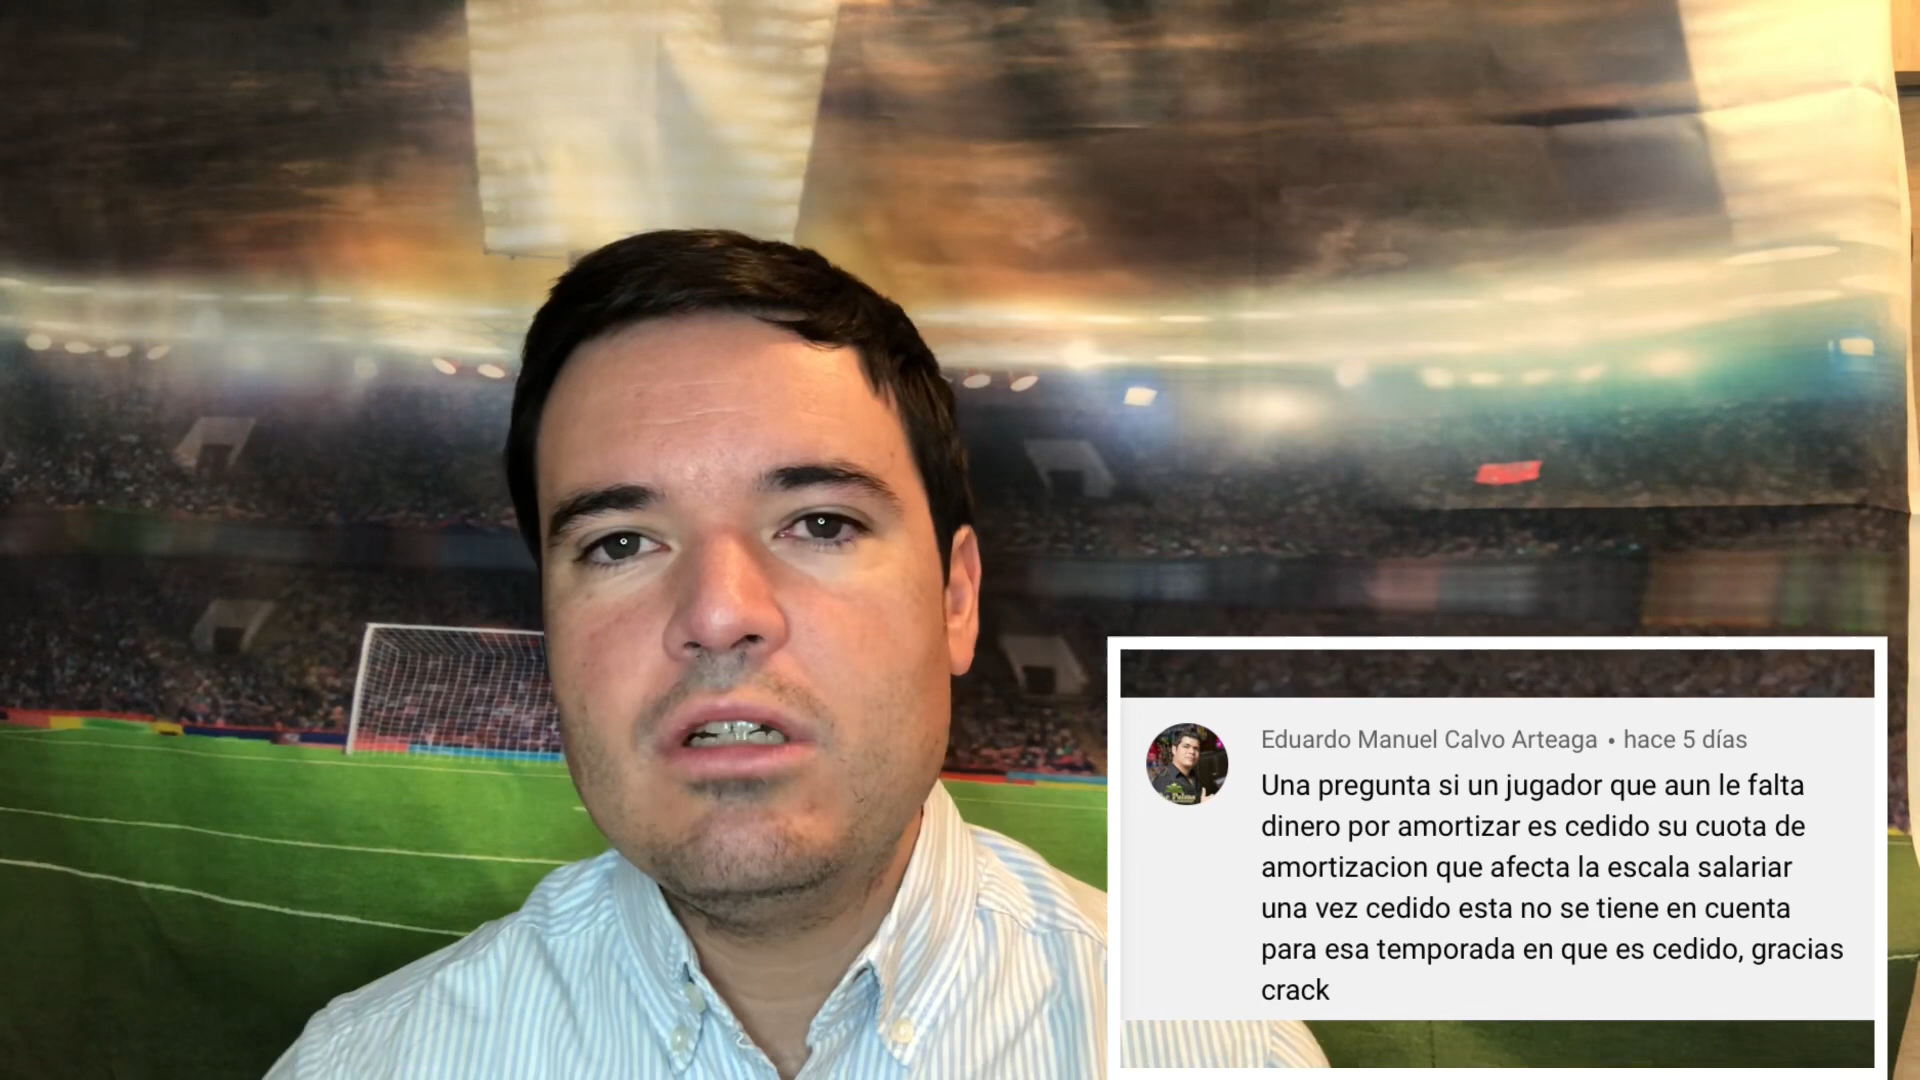 Eduardo Manuel Calvo Arteaga • hace 5 días
Una pregunta si un jugador que aun le falta
dinero por amortizar es cedido su cuota de
amortizacion que afecta la escala salariar
una vez cedido esta no se tiene en cuenta
para esa temporada en que es cedido, gracias
crack